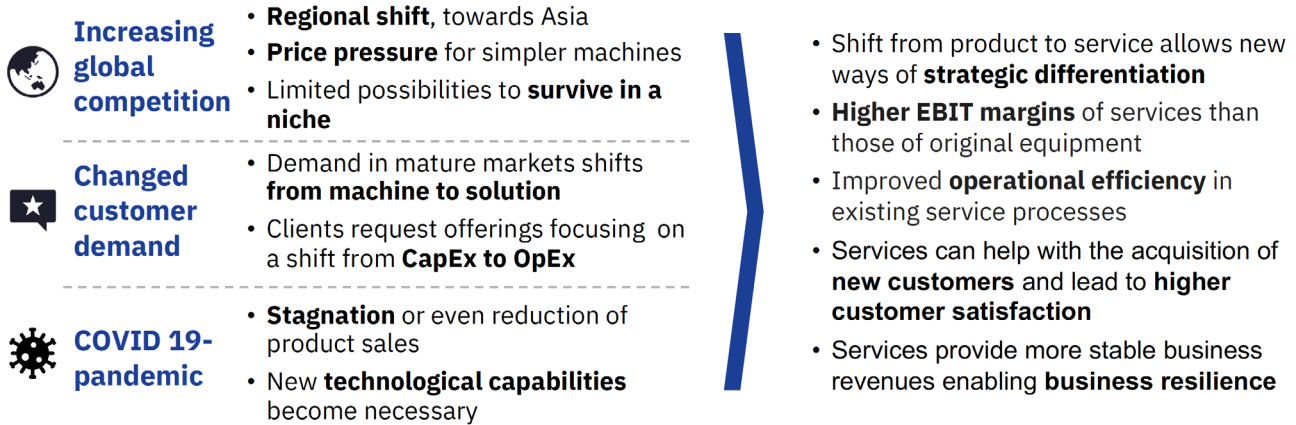 Increasing
global
competition
• Regional shift, towards Asia
• Price pressure for simpler machines
• Limited possibilities to survive in a
niche
Changed
customer
demand
• Demand in mature markets shifts
from machine to solution
• Clients request offerings focusing on
a shift from CapEx to OpEx
COVID 19-
pandemic
• Stagnation or even reduction of
product sales
• New technological capabilities
become necessary
• Shift from product to service allows new
ways of strategic differentiation
• Higher EBIT margins of services than
those of original equipment
• Improved operational efficiency in
existing service processes
• Services can help with the acquisition of
new customers and lead to higher
customer satisfaction
• Services provide more stable business
revenues enabling business resilience